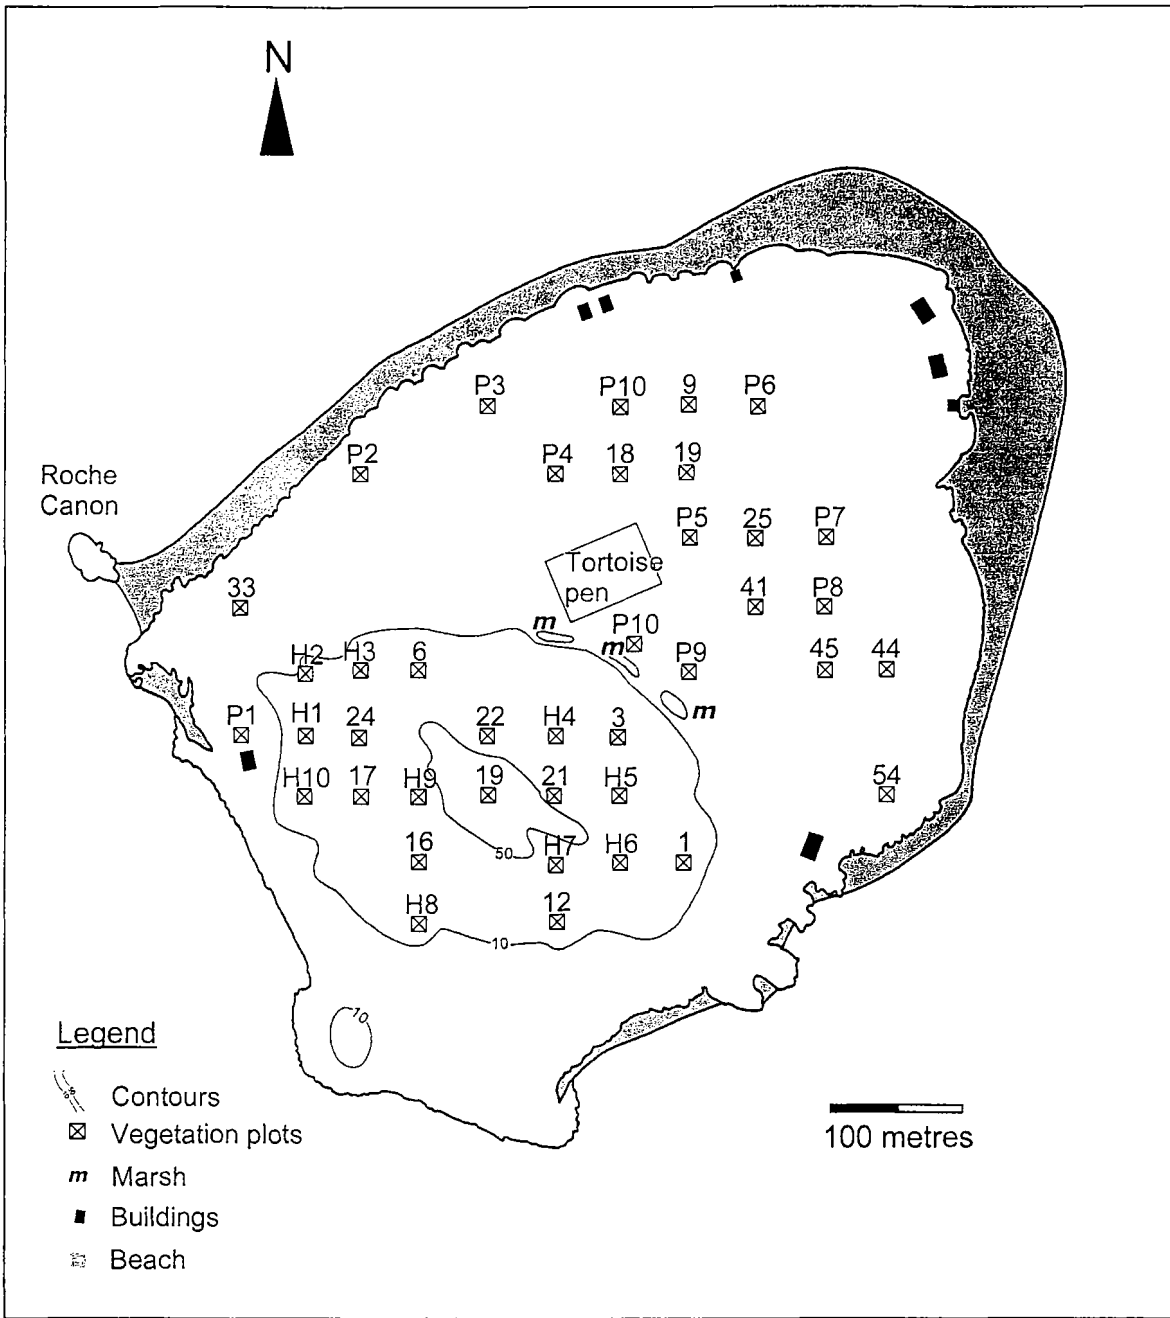 N
P3 P10 9 P6
P2 P4 18 19
Roche
Canon
P5 25 P7
Tortoise
pen
33 41 P8
m P10
m
H2 H3 6 P9 45 44
m
P1 H1 24 22 H4 3
H10 17 H9 19 21 H5 54
16 50 H7 H6 1
H8 12
10
10
Legend
Contours
Vegetation plots
100 metres
m Marsh
Buildings
Beach